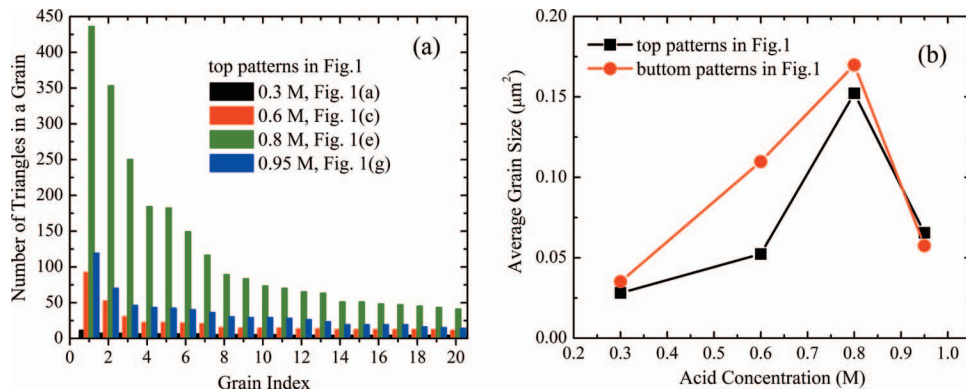 450
400
350
300
250
200
150
100
50
0
Number of Triangles in a Grain
(a)
top patterns in Fig.1
0.3 M, Fig. 1(a)
0.6 M, Fig. 1(c)
0.8 M, Fig. 1(e)
0.95 M, Fig. 1(g)
0 2 4 6 8 10 12 14 16 18 20
Grain Index
0.20
0.15
0.10
0.05
0.00
Average Grain Size (μm²)
top patterns in Fig.1
buttom patterns in Fig.1
(b)
0.2 0.3 0.4 0.5 0.6 0.7 0.8 0.9 1.0
Acid Concentration (M)